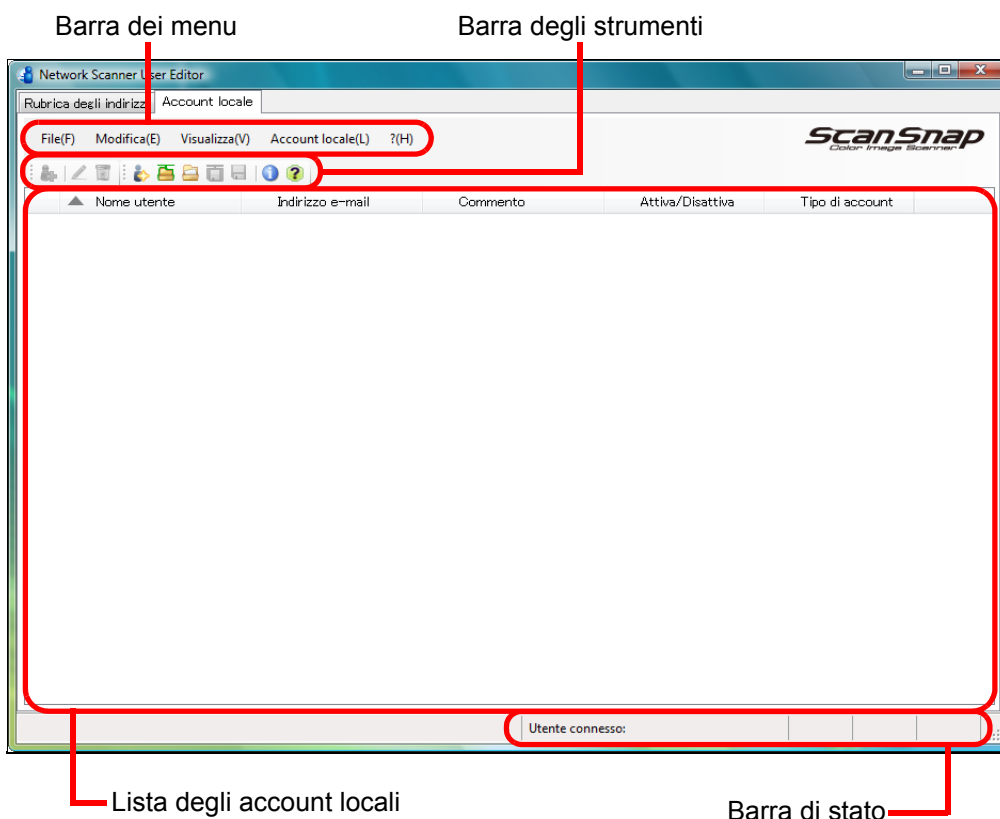 Barra dei menu
Barra degli strumenti
Network Scanner User Editor
Rubrica degli indirizzi
Account locale
File(F) Modifica(E) Visualizza(V) Account locale(L) ?(H)
ScanSnap
Color Image Scanner
Nome utente Indirizzo e-mail Commento Attiva/Disattiva Tipo di account
Utente connesso:
Lista degli account locali
Barra di stato